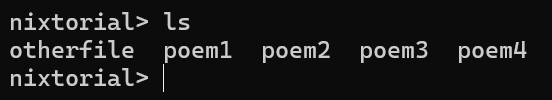 nixtorial> ls
otherfile  poem1  poem2  poem3  poem4
nixtorial>